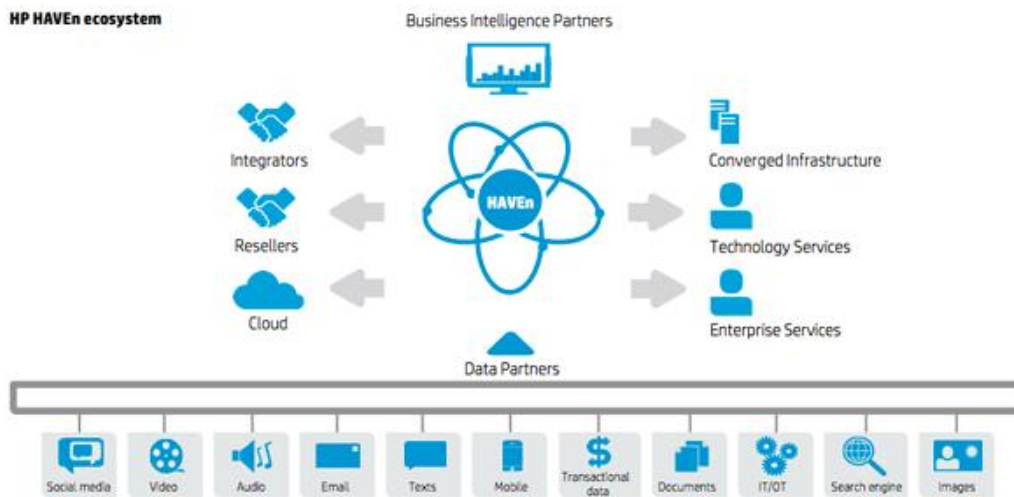 HP HAVEn ecosystem
Business Intelligence Partners
Integrators
Converged Infrastructure
HAVEn
Resellers
Technology Services
Cloud
Enterprise Services
Data Partners
Social media
Video
Audio
Email
Texts
Mobile
Transactional
data
Documents
IT/OT
Search engine
Images